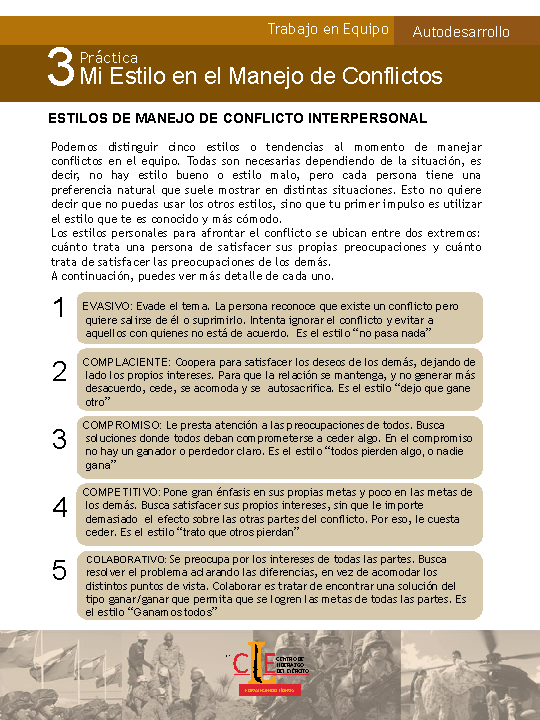 Trabajo en Equipo
Autodesarrollo
3
Práctica
Mi Estilo en el Manejo de Conflictos
ESTILOS DE MANEJO DE CONFLICTO INTERPERSONAL
Podemos distinguir cinco estilos o tendencias al momento de manejar
conflictos en el equipo. Todas son necesarias dependiendo de la situación, es
decir, no hay estilo bueno o estilo malo, pero cada persona tiene una
preferencia natural que suele mostrar en distintas situaciones. Esto no quiere
decir que no puedas usar los otros estilos, sino que tu primer impulso es utilizar
el estilo que te es conocido y más cómodo.
Los estilos personales para afrontar el conflicto se ubican entre dos extremos:
cuánto trata una persona de satisfacer sus propias preocupaciones y cuánto
trata de satisfacer las preocupaciones de los demás.
A continuación, puedes ver más detalle de cada uno.
1
EVASIVO: Evade el tema. La persona reconoce que existe un conflicto pero
quiere salirse de él o suprimirlo. Intenta ignorar el conflicto y evitar a
aquellos con quienes no está de acuerdo. Es el estilo “no pasa nada”
2
COMPLACIENTE: Coopera para satisfacer los deseos de los demás, dejando de
lado los propios intereses. Para que la relación se mantenga, y no generar más
desacuerdo, cede, se acomoda y se autosacrifica. Es el estilo “dejo que gane
otro”
3
COMPROMISO: Le presta atención a las preocupaciones de todos. Busca
soluciones donde todos deban comprometerse a ceder algo. En el compromiso
no hay un ganador o perdedor claro. Es el estilo “todos pierden algo, o nadie
gana”
4
COMPETITIVO: Pone gran énfasis en sus propias metas y poco en las metas de
los demás. Busca satisfacer sus propios intereses, sin que le importe
demasiado el efecto sobre las otras partes del conflicto. Por eso, le cuesta
ceder. Es el estilo “trato que otros pierdan”
5
COLABORATIVO: Se preocupa por los intereses de todas las partes. Busca
resolver el problema aclarando las diferencias, en vez de acomodar los
distintos puntos de vista. Colaborar es tratar de encontrar una solución del
tipo ganar/ganar que permita que se logren las metas de todas las partes. Es
el estilo “Ganamos todos”
CLE
CENTRO DE
LIDERAZGO
DEL EJÉRCITO